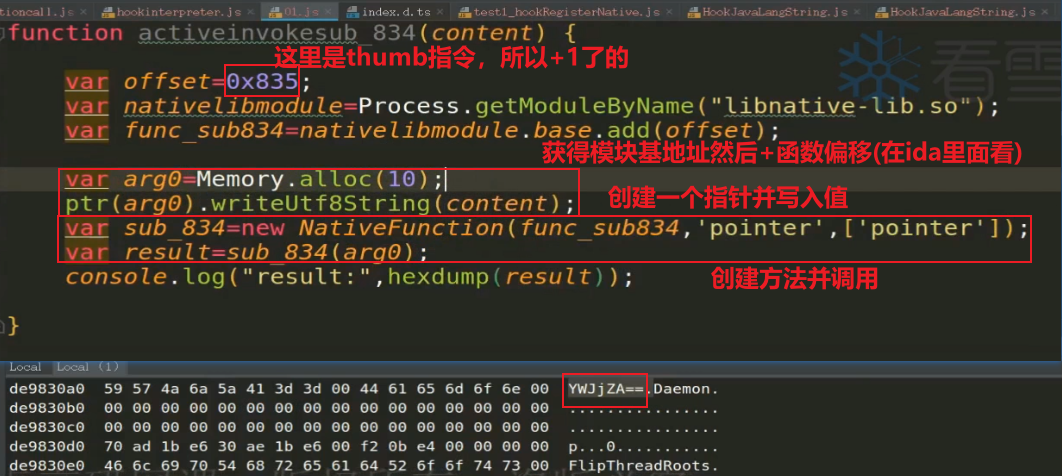 tioncall.js × hookinterpreter.js × 01.js × index.d.ts × test1_hookRegisterNative.js × HookJavaLangString.js × HookJavaLangString.js ×
function activeinvokesub_834(content) {
这里是thumb指令，所以+1了的
var offset=0x835;
var nativelibmodule=Process.getModuleByName("libnative-lib.so");
var func_sub834=nativelibmodule.base.add(offset);
获得模块基地址然后+函数偏移(在ida里面看)
var arg0=Memory.alloc(10);
创建一个指针并写入值
ptr(arg0).writeUtf8String(content);
var sub_834=new NativeFunction(func_sub834,'pointer',['pointer']);
var result=sub_834(arg0);
创建方法并调用
console.log("result:",hexdump(result));
}
看雪
Local Local (1)
de9830a0 59 57 4a 6a 5a 41 3d 3d 00 44 61 65 6d 6f 6e 00 YWJjZA==.Daemon.
de9830b0 00 00 00 00 00 00 00 00 00 00 00 00 00 00 00 00 ................
de9830c0 00 00 00 00 00 00 00 00 00 00 00 00 00 00 00 00 ................
de9830d0 70 ad 1b e6 30 ae 1b e6 00 f2 0b e4 00 00 00 00 p...0...........
de9830e0 46 6c 69 70 54 68 72 65 61 64 52 6f 6f 74 73 00 FlipThreadRoots.